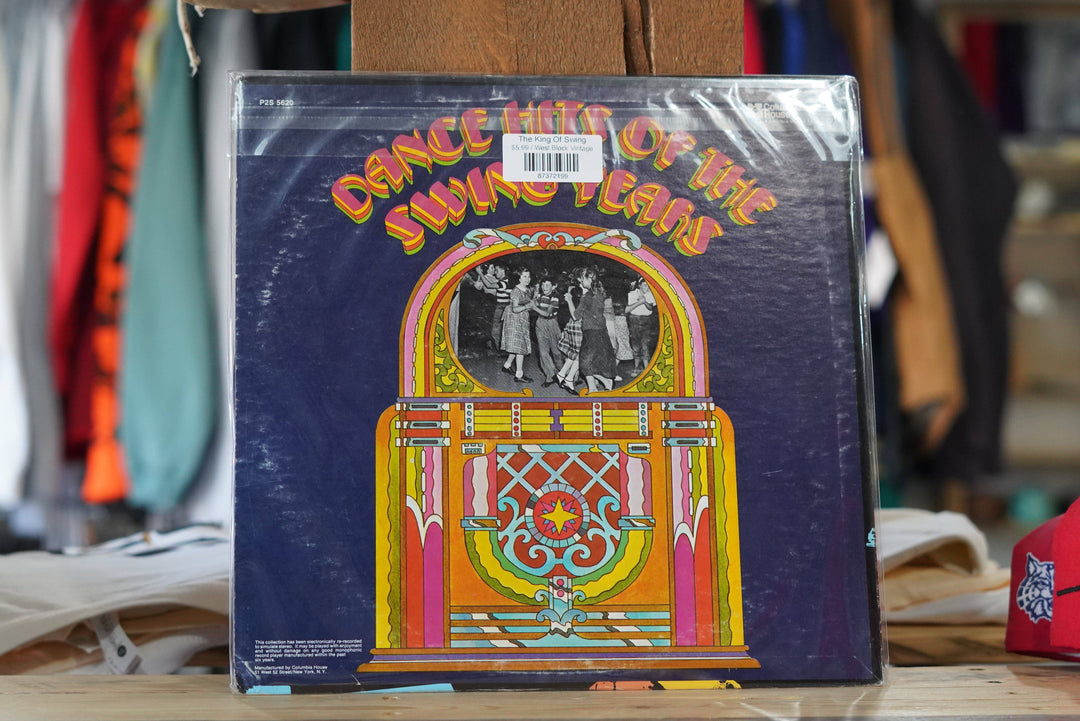 P2S 5620
Columbia
House
DANCE HITS OF THE
SWING YEARS
The King Of Swing
$5.99 / West Block Vintage
87372199
This collection has been electronically re-recorded
to simulate stereo. It may be played with enjoyment
and without damage on any good monophonic
record player manufactured within the past
six years.
Manufactured by Columbia House
51 West 52 Street/New York, N.Y.